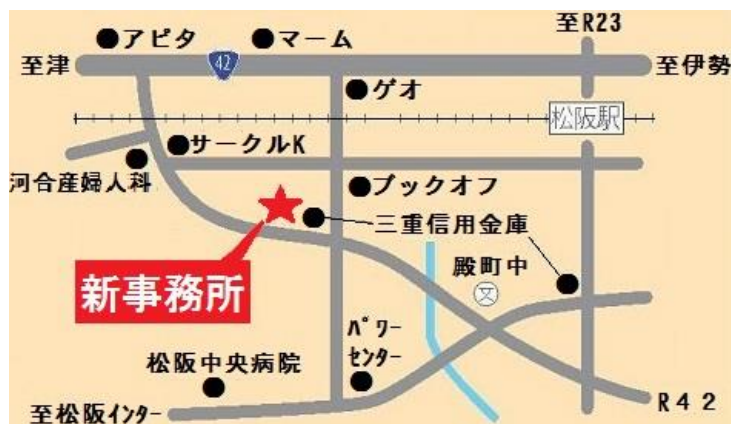 至R23
●アピタ
●マーム
至津
42
至伊勢
●ゲオ
松阪駅
●サークルK
河合産婦人科
●ブックオフ
三重信用金庫
殿町中
文
新事務所
ﾊﾟﾜｰ
ｾﾝﾀｰ
松阪中央病院
至松阪ｲﾝﾀｰ
R42